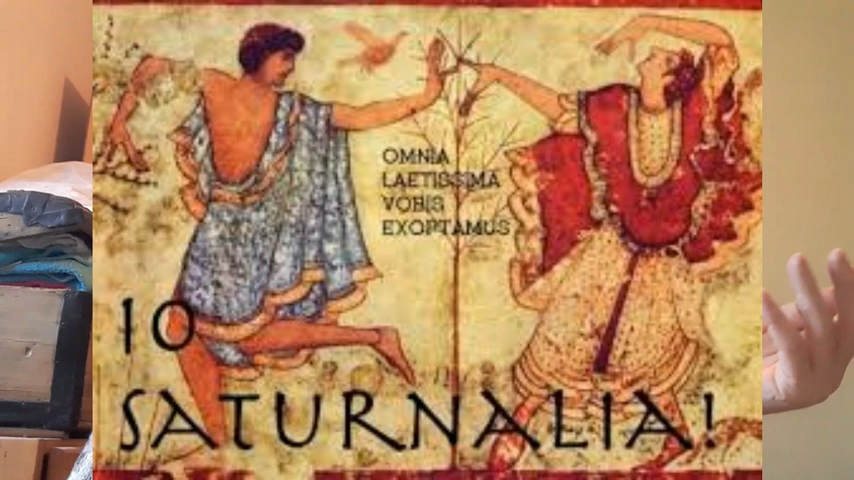 OMNIA
LAETISSIMA
VOBIS
EXOPTAMUS
IO
SATURNALIA!